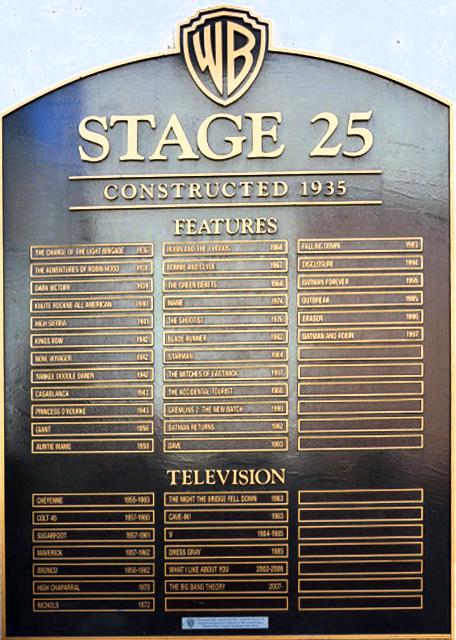 WB
STAGE 25
CONSTRUCTED 1935
FEATURES
THE CHARGE OF THE LIGHT BRIGADE 1936
THE ADVENTURES OF ROBIN HOOD 1938
DARK VICTORY 1939
KNUTE ROCKNE ALL AMERICAN 1940
HIGH SIERRA 1941
KINGS ROW 1942
NOW, VOYAGER 1942
YANKEE DOODLE DANDY 1942
CASABLANCA 1943
PRINCESS O'ROURKE 1943
GIANT 1956
AUNTIE MAME 1958
ROBIN AND THE 7 HOODS 1964
BONNIE AND CLYDE 1967
THE GREEN BERETS 1968
MAME 1974
THE SHOOTIST 1976
BLADE RUNNER 1982
STARMAN 1984
THE WITCHES OF EASTWICK 1987
THE ACCIDENTAL TOURIST 1988
GREMLINS 2: THE NEW BATCH 1990
BATMAN RETURNS 1992
DAVE 1993
FALLING DOWN 1993
DISCLOSURE 1994
BATMAN FOREVER 1995
OUTBREAK 1995
ERASER 1996
BATMAN AND ROBIN 1997
TELEVISION
CHEYENNE 1955-1963
COLT 45 1957-1960
SUGARFOOT 1957-1961
MAVERICK 1957-1962
BRONCO 1958-1962
HIGH CHAPARRAL 1970
NICHOLS 1972
THE NIGHT THE BRIDGE FELL DOWN 1983
CAVE-IN! 1983
V 1984-1985
DRESS GRAY 1985
WHAT I LIKE ABOUT YOU 2002-2006
THE BIG BANG THEORY 2007-